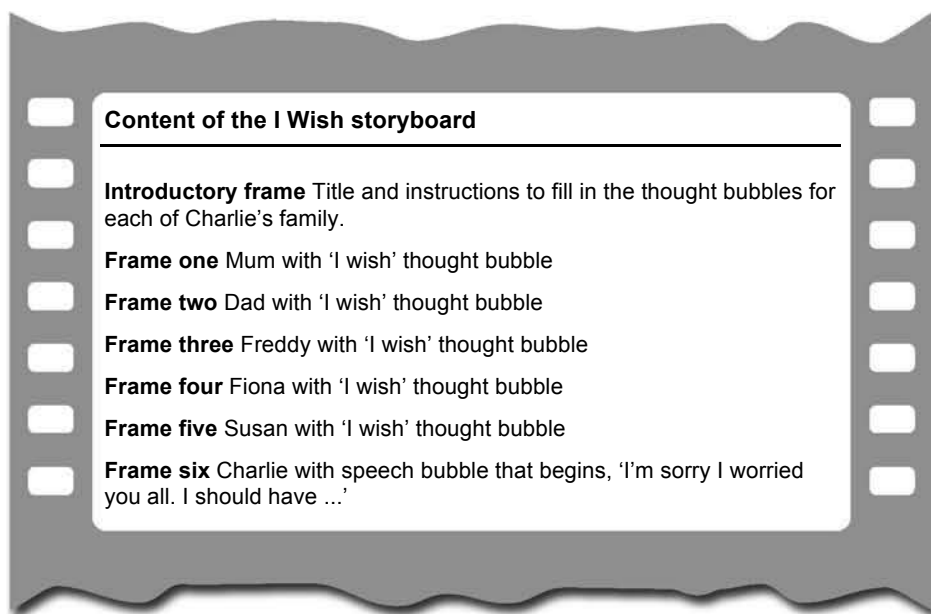 Content of the I Wish storyboard
Introductory frame Title and instructions to fill in the thought bubbles for
each of Charlie’s family.
Frame one Mum with ‘I wish’ thought bubble
Frame two Dad with ‘I wish’ thought bubble
Frame three Freddy with ‘I wish’ thought bubble
Frame four Fiona with ‘I wish’ thought bubble
Frame five Susan with ‘I wish’ thought bubble
Frame six Charlie with speech bubble that begins, ‘I’m sorry I worried
you all. I should have ...’